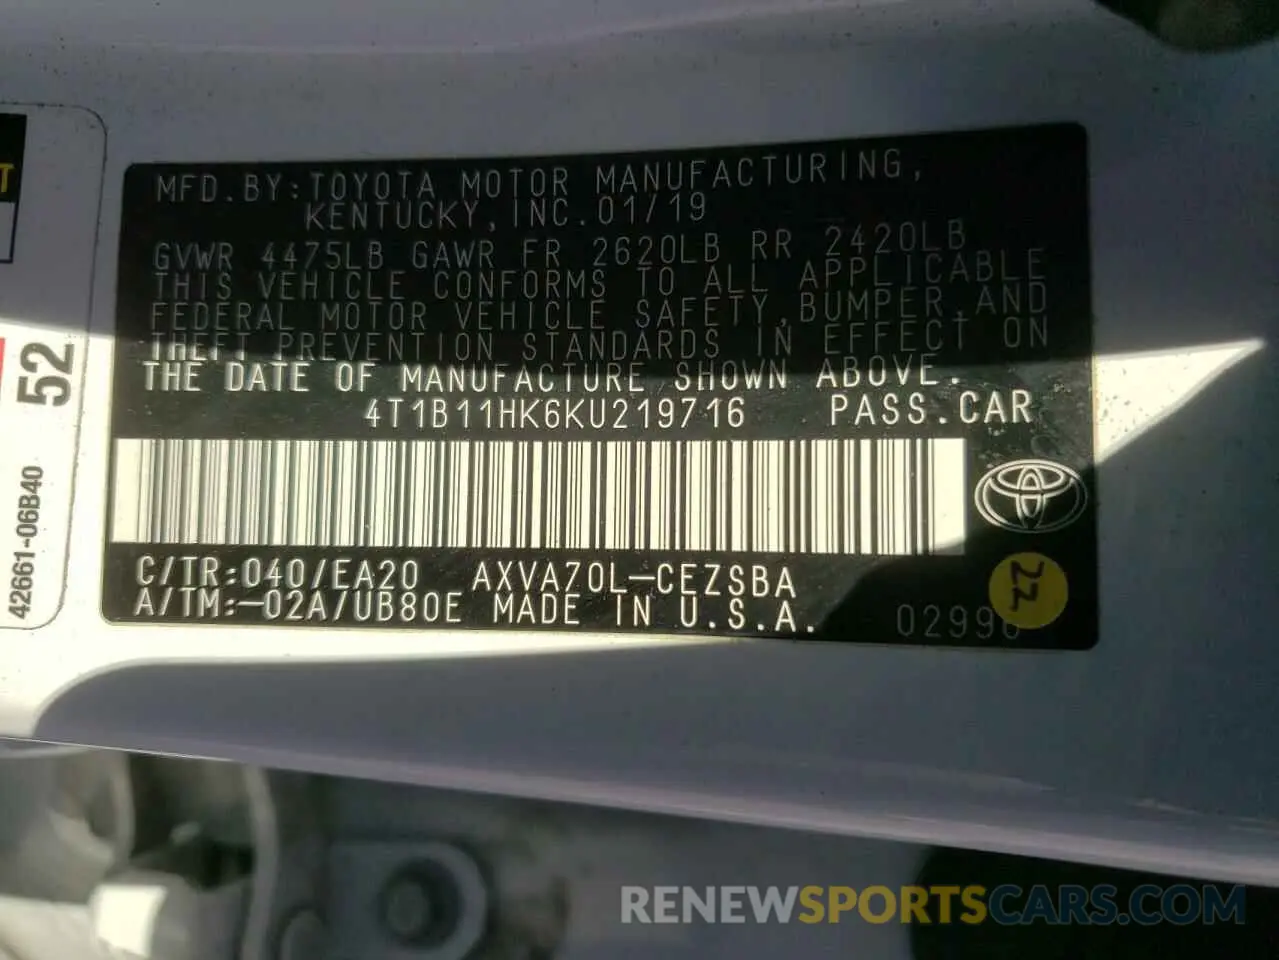 MFD.BY:TOYOTA MOTOR MANUFACTURING,
KENTUCKY,INC.01/19
GVWR 4475LB GAWR FR 2620LB RR 2420LB
THIS VEHICLE CONFORMS TO ALL APPLICABLE
FEDERAL MOTOR VEHICLE SAFETY,BUMPER,AND
THEFT PREVENTION STANDARDS IN EFFECT ON
THE DATE OF MANUFACTURE SHOWN ABOVE.
4T1B11HK6KU219716 PASS.CAR
C/TR:040/EA20 AXVA70L-CEZSBA
A/TM:-02A/UB80E MADE IN U.S.A.
T
52
42661-06B40
RENEWSPORTSCARS.COM